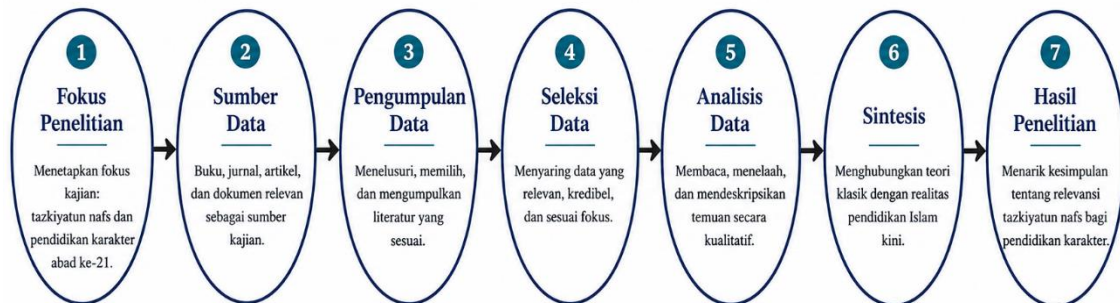 1
Fokus
Penelitian
Menetapkan fokus
kajian:
tazkiyatun nafs dan
pendidikan karakter
abad ke-21.
2
Sumber
Data
Buku, jurnal, artikel,
dan dokumen relevan
sebagai sumber
kajian.
3
Pengumpulan
Data
Menelusuri, memilih,
dan mengumpulkan
literatur yang
sesuai.
4
Seleksi
Data
Menyaring data yang
relevan, kredibel,
dan sesuai fokus.
5
Analisis
Data
Membaca, menelaah,
dan mendeskripsikan
temuan secara
kualitatif.
6
Sintesis
Menghubungkan teori
klasik dengan realitas
pendidikan Islam
kini.
7
Hasil
Penelitian
Menarik kesimpulan
tentang relevansi
tazkiyatun nafs bagi
pendidikan karakter.